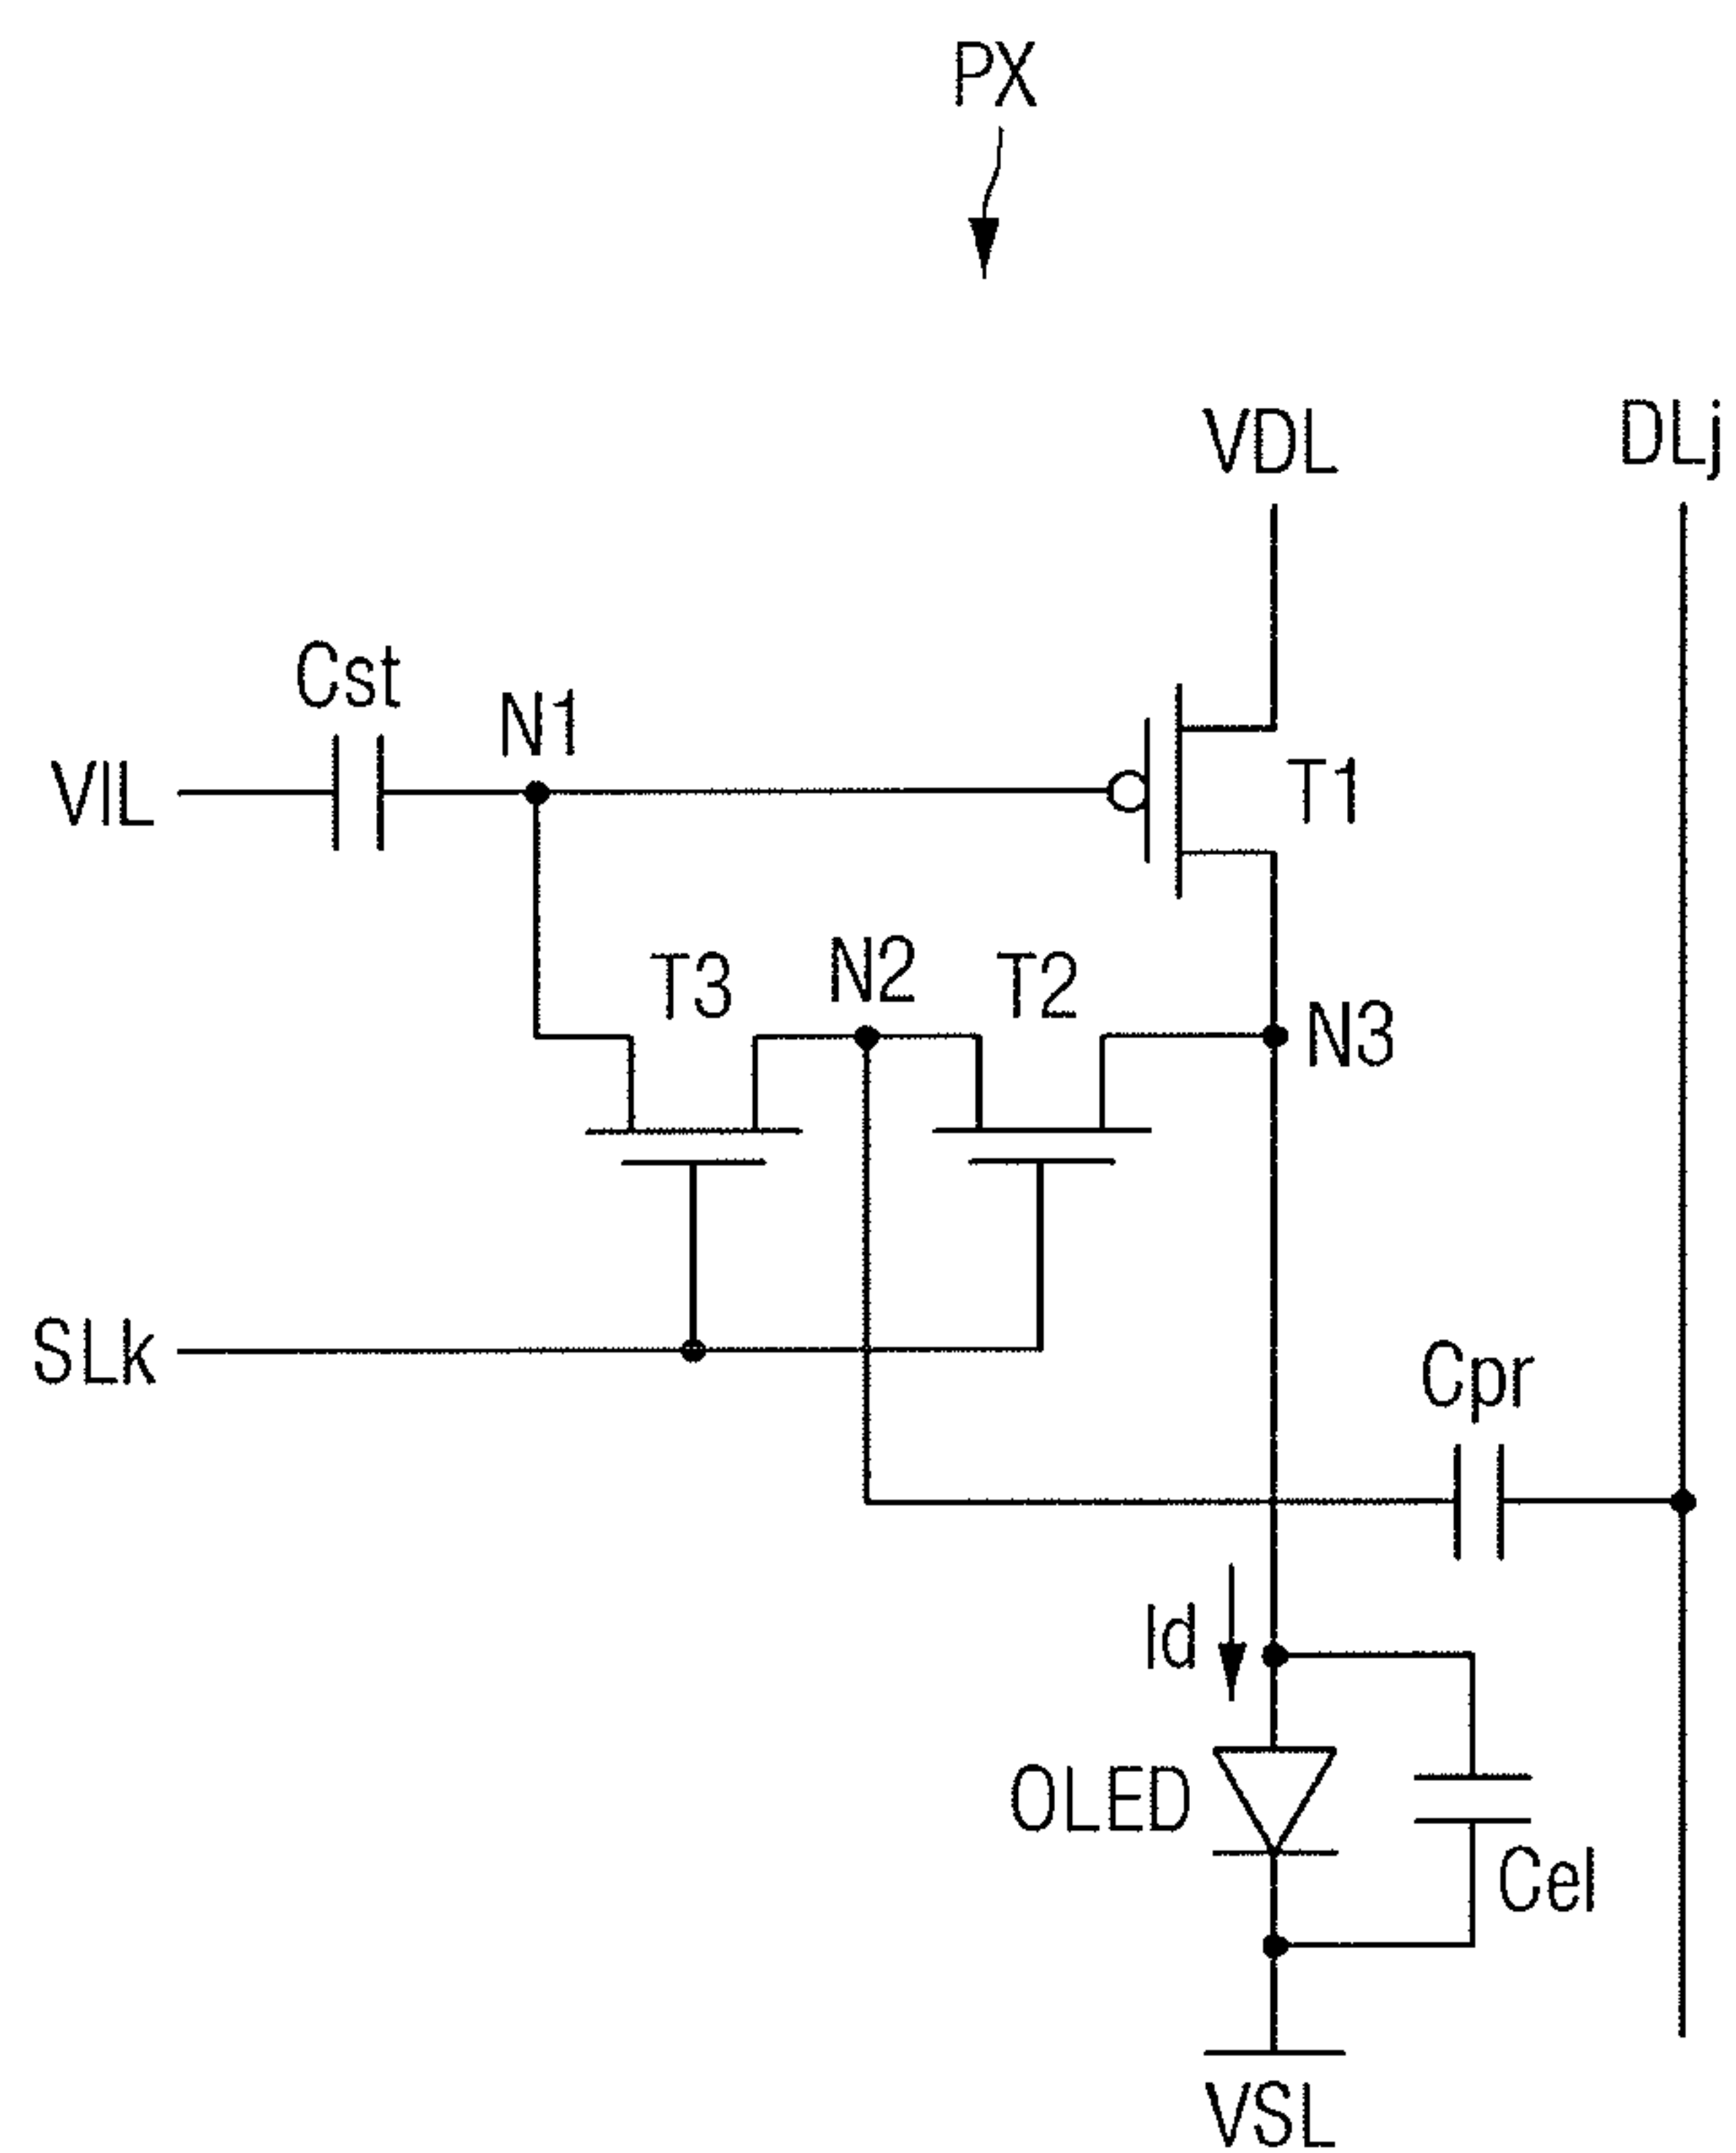 PX
VDL
DLj
Cst
N1
VIL
T1
T3
N2
T2
N3
SLk
Cpr
Id
OLED
Cel
VSL